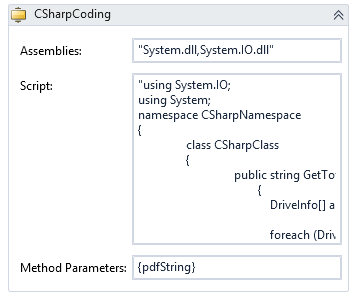 CSharpCoding
Assemblies: "System.dll,System.IO.dll"
Script: "using System.IO;
using System;
namespace CSharpNamespace
{
class CSharpClass
{
public string GetTo
{
DriveInfo[] a
foreach (Driv
Method Parameters: {pdfString}